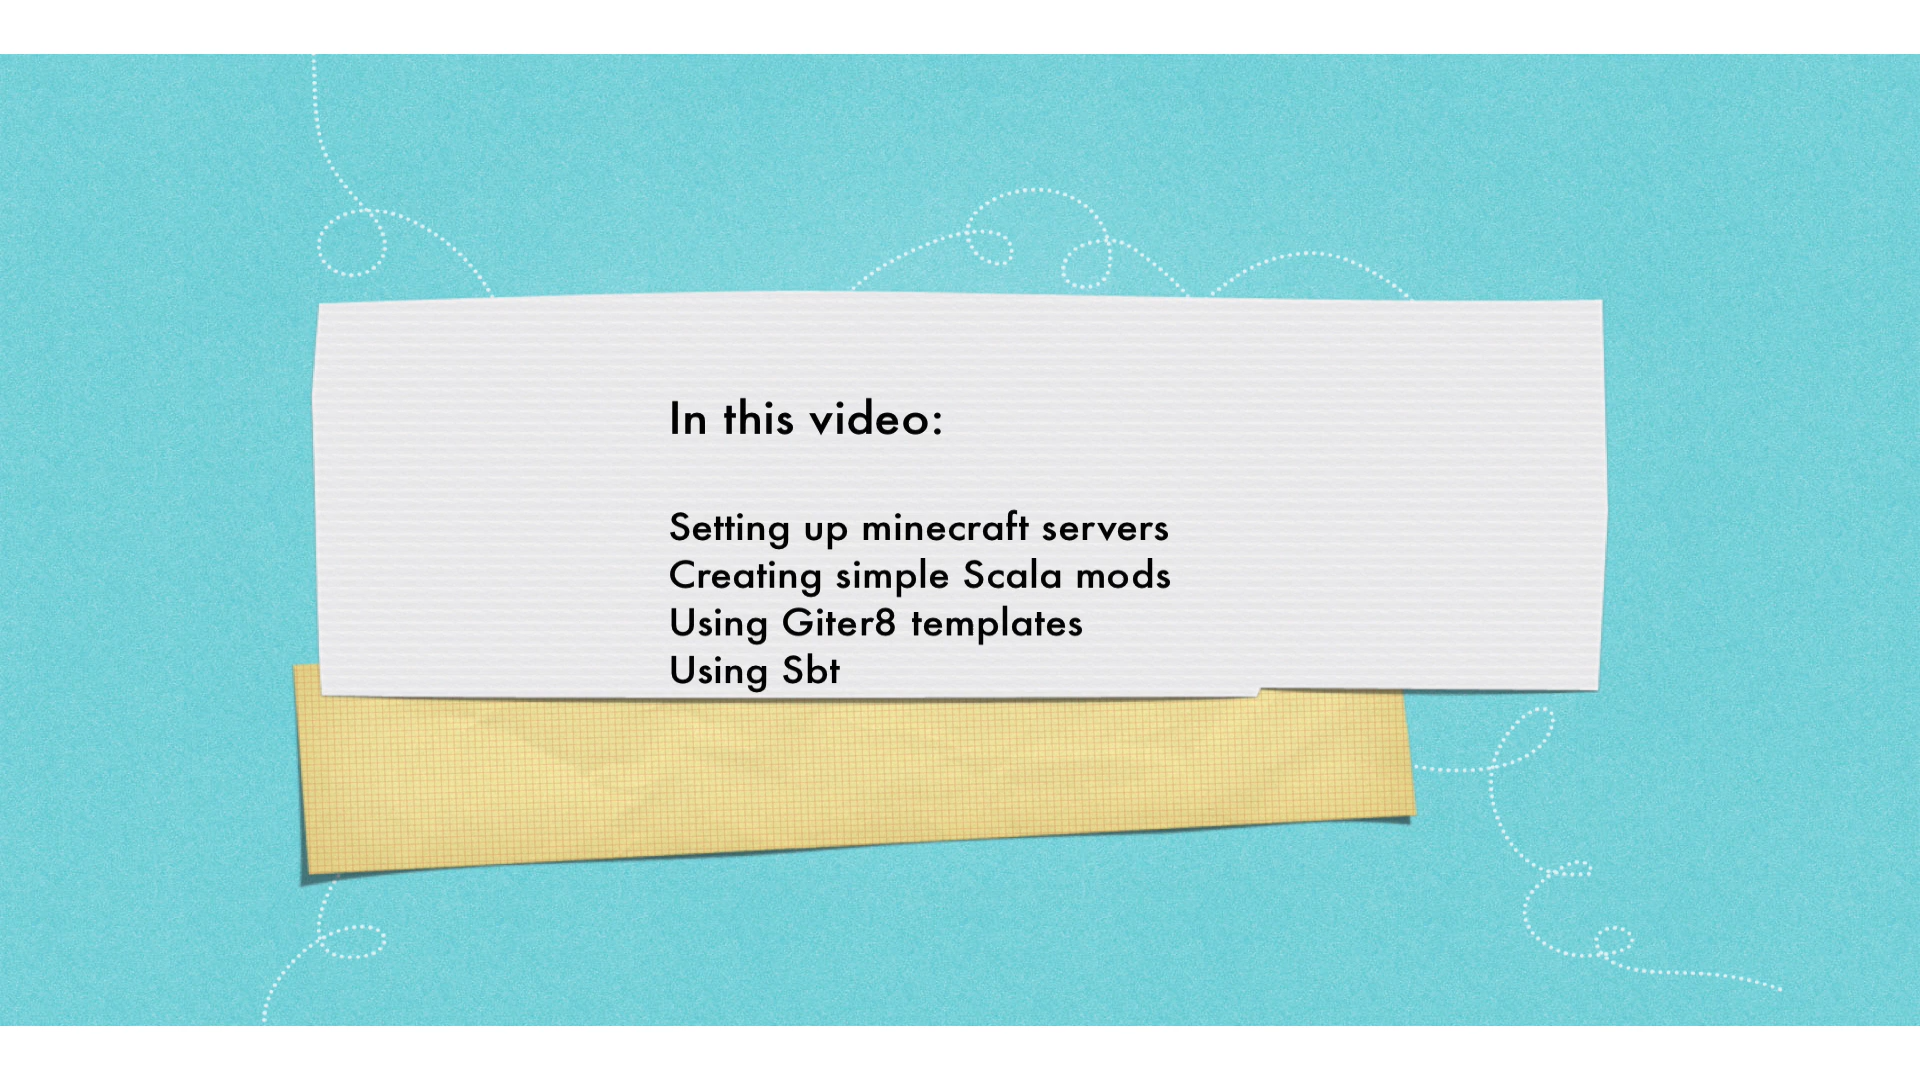 In this video:
Setting up minecraft servers
Creating simple Scala mods
Using Giter8 templates
Using Sbt